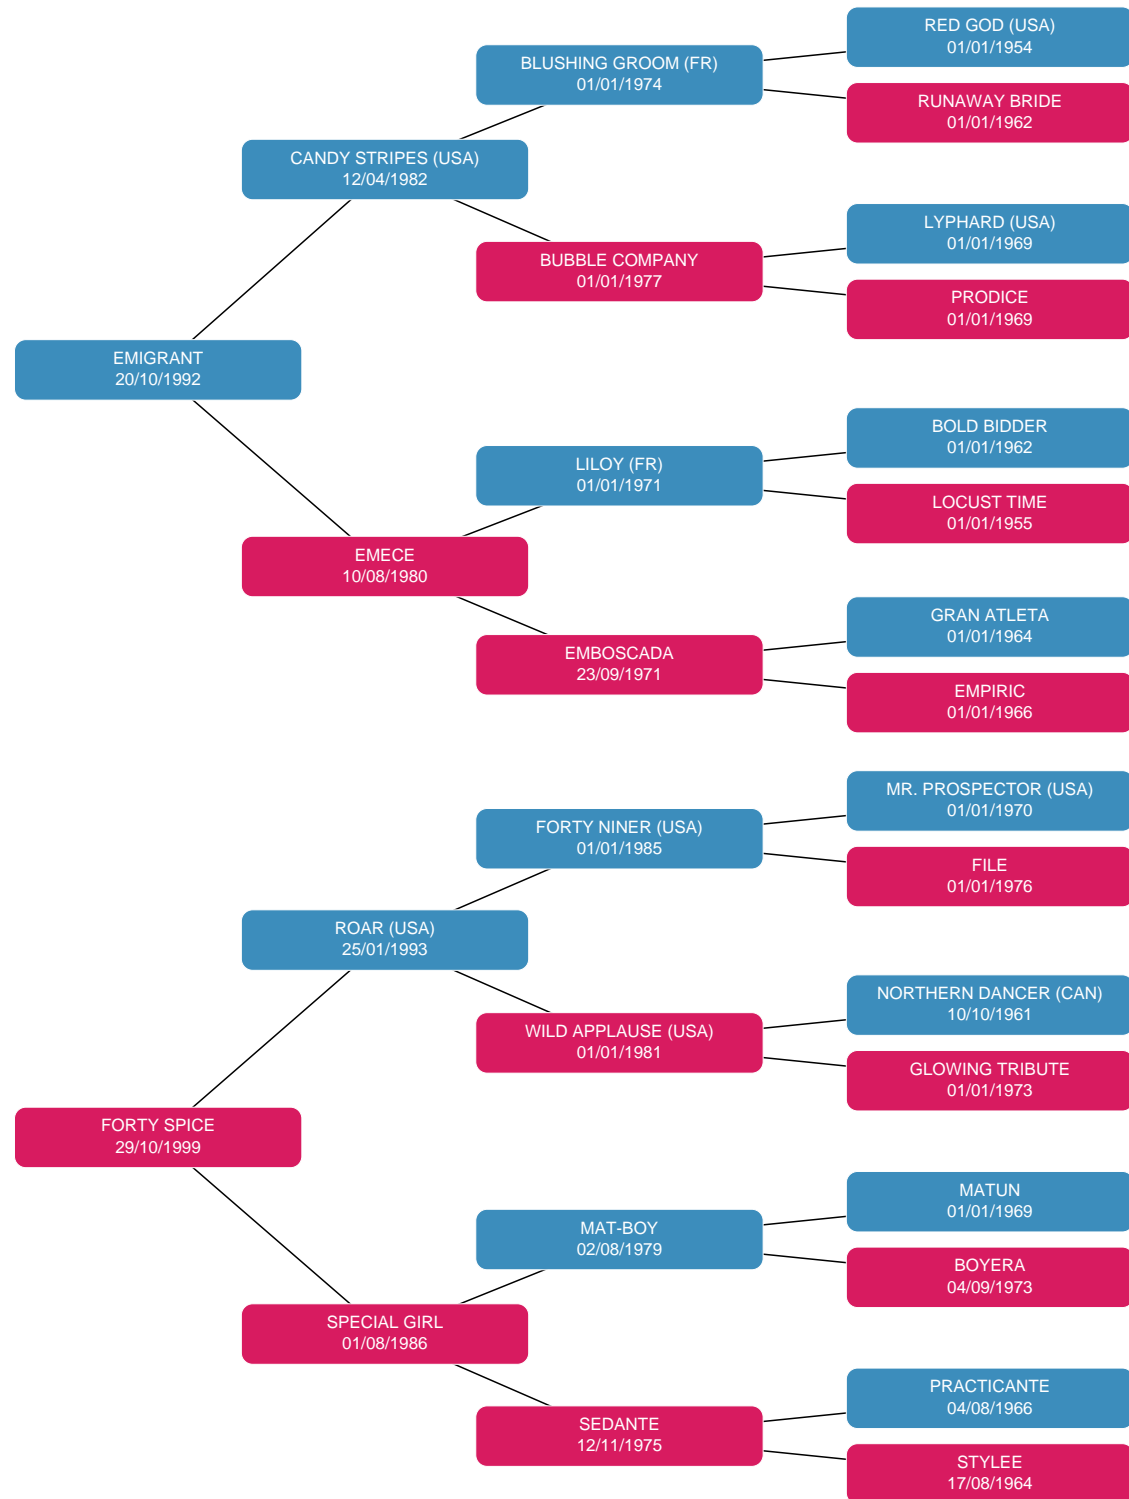 RED GOD (USA)
01/01/1954
BLUSHING GROOM (FR)
01/01/1974
RUNAWAY BRIDE
01/01/1962
CANDY STRIPES (USA)
12/04/1982
LYPHARD (USA)
01/01/1969
BUBBLE COMPANY
01/01/1977
PRODICE
01/01/1969
EMIGRANT
20/10/1992
BOLD BIDDER
01/01/1962
LILOY (FR)
01/01/1971
LOCUST TIME
01/01/1955
EMECE
10/08/1980
GRAN ATLETA
01/01/1964
EMBOSCADA
23/09/1971
EMPIRIC
01/01/1966
MR. PROSPECTOR (USA)
01/01/1970
FORTY NINER (USA)
01/01/1985
FILE
01/01/1976
ROAR (USA)
25/01/1993
NORTHERN DANCER (CAN)
10/10/1961
WILD APPLAUSE (USA)
01/01/1981
GLOWING TRIBUTE
01/01/1973
FORTY SPICE
29/10/1999
MATUN
01/01/1969
MAT-BOY
02/08/1979
BOYERA
04/09/1973
SPECIAL GIRL
01/08/1986
PRACTICANTE
04/08/1966
SEDANTE
12/11/1975
STYLEE
17/08/1964